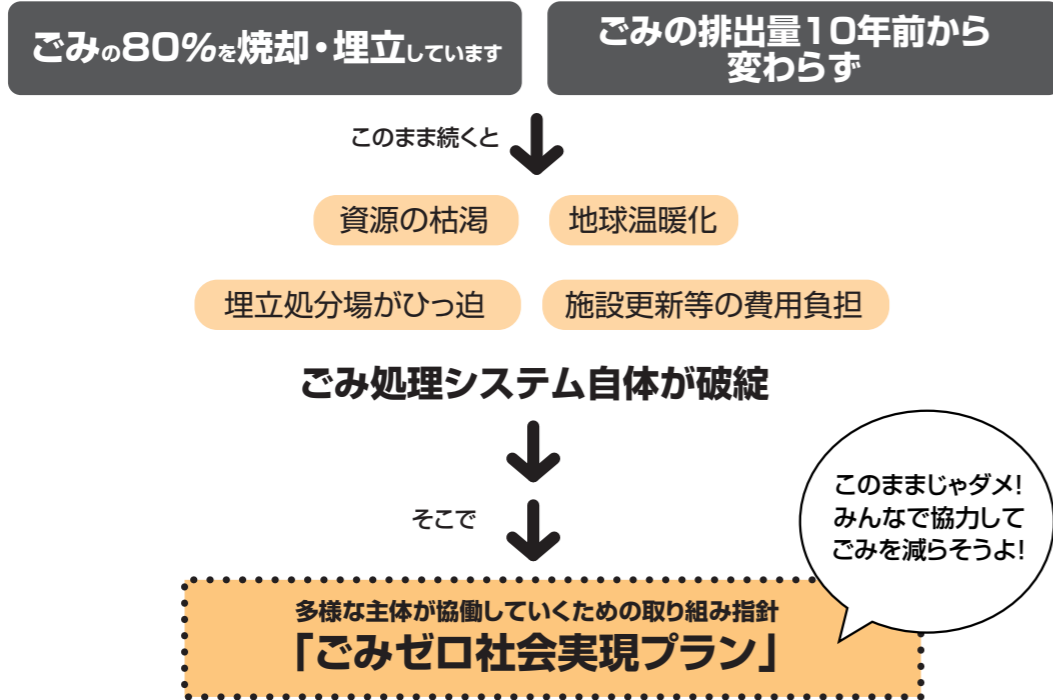 ごみの80%を焼却・埋立しています
ごみの排出量10年前から
変わらず
このまま続くと
資源の枯渇
地球温暖化
埋立処分場がひっ迫
施設更新等の費用負担
ごみ処理システム自体が破綻
そこで
このままじゃダメ!
みんなで協力して
ごみを減らそうよ!
多様な主体が協働していくための取り組み指針
「ごみゼロ社会実現プラン」